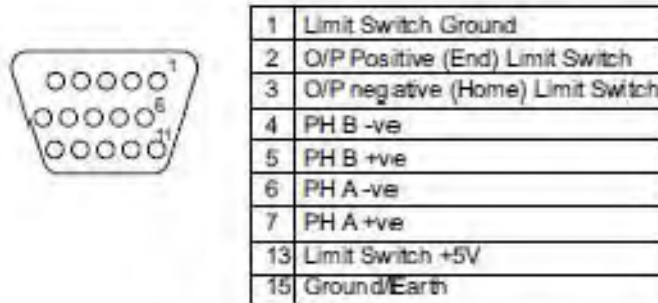 1
6
11
1 Limit Switch Ground
2 O/P Positive (End) Limit Switch
3 O/P negative (Home) Limit Switch
4 PH B -ve
5 PH B +ve
6 PH A -ve
7 PH A +ve
13 Limit Switch +5V
15 Ground/Earth